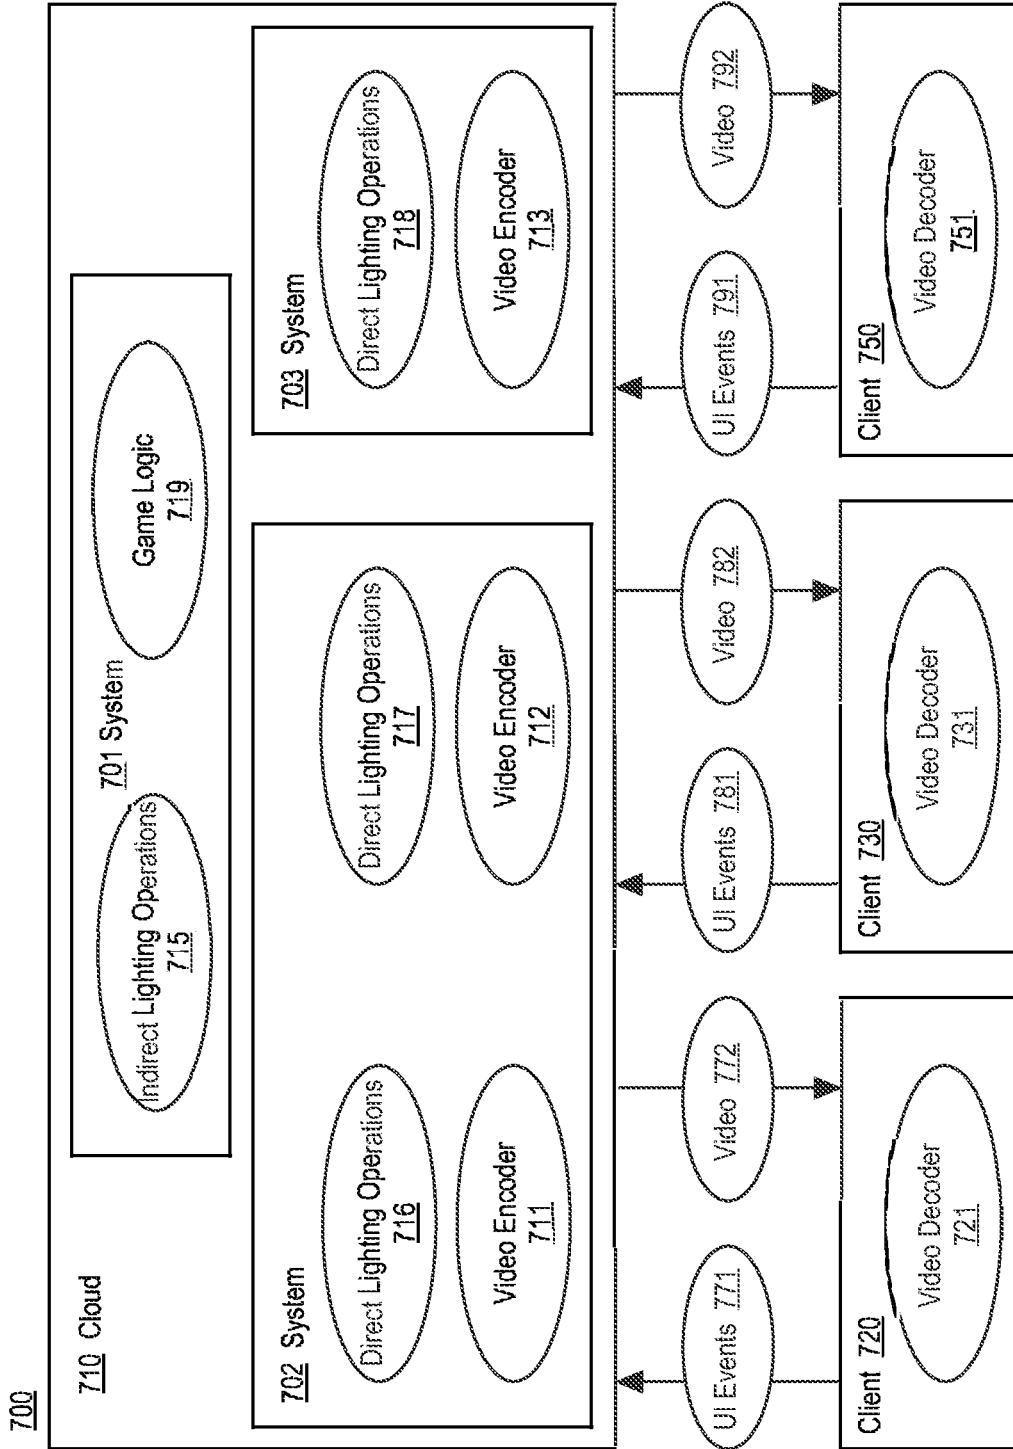 700
710 Cloud
Indirect Lighting Operations
715
701 System
Game Logic
719
702 System
Direct Lighting Operations
716
Video Encoder
711
Direct Lighting Operations
717
Video Encoder
712
703 System
Direct Lighting Operations
718
Video Encoder
713
UI Events 771
Video 772
UI Events 781
Video 782
UI Events 791
Video 792
Client 720
Video Decoder
721
Client 730
Video Decoder
731
Client 750
Video Decoder
751